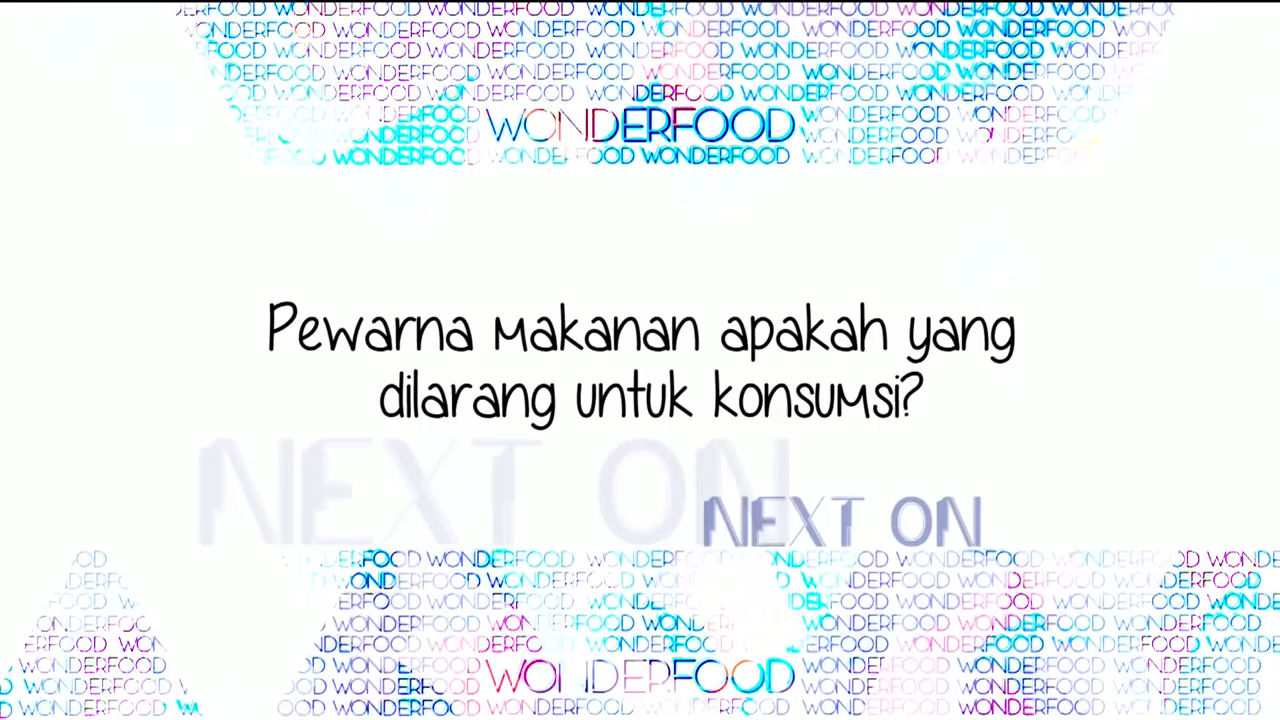 WONDERFOOD
Pewarna makanan apakah yang
dilarang untuk konsumsi?
NEXT ON
NEXT ON
WONDERFOOD